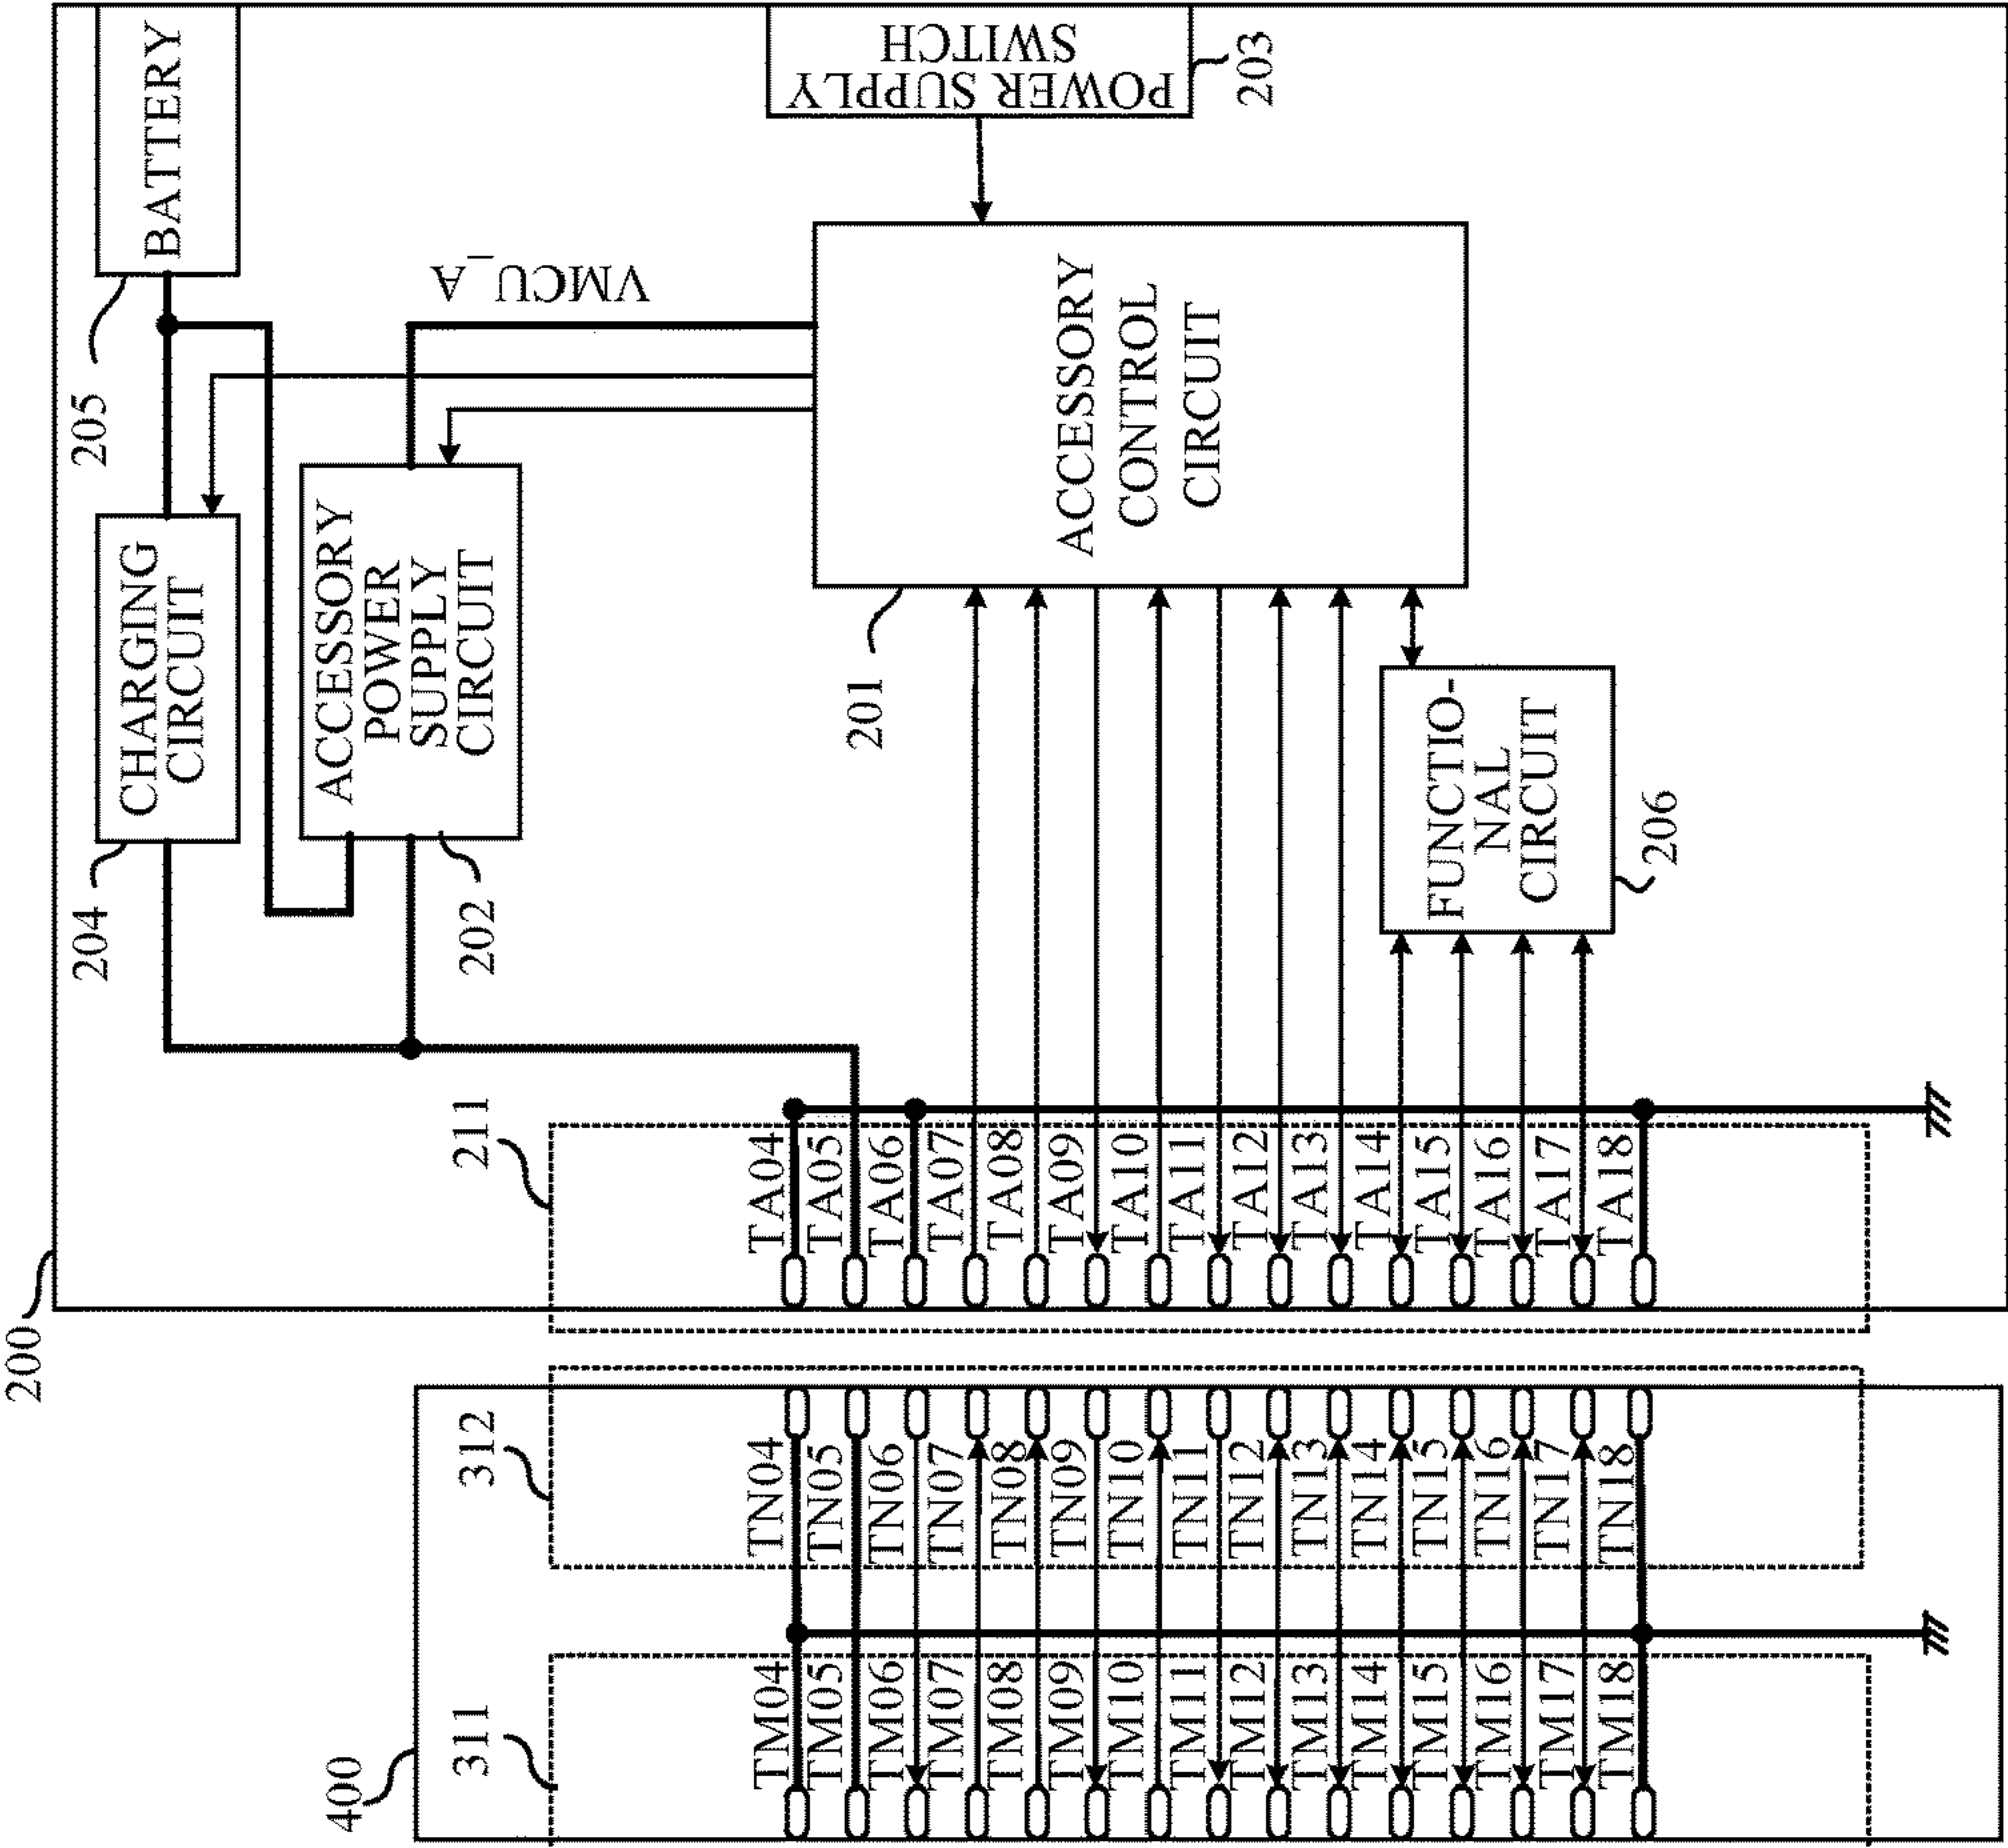 400
311
TM04
TM05
TM06
TM07
TM08
TM09
TM10
TM11
TM12
TM13
TM14
TM15
TM16
TM17
TM18
312
TN04
TN05
TN06
TN07
TN08
TN09
TN10
TN11
TN12
TN13
TN14
TN15
TN16
TN17
TN18
200
211
TA04
TA05
TA06
TA07
TA08
TA09
TA10
TA11
TA12
TA13
TA14
TA15
TA16
TA17
TA18
204
CHARGING
CIRCUIT
205
BATTERY
202
ACCESSORY
POWER
SUPPLY
CIRCUIT
VMCU_A
201
ACCESSORY
CONTROL
CIRCUIT
POWER SUPPLY
SWITCH
203
FUNCTIO-
NAL
CIRCUIT
206